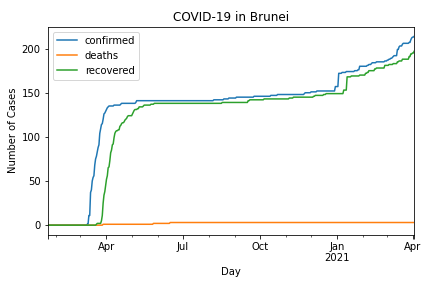 COVID-19 in Brunei
confirmed
deaths
recovered
Number of Cases
200
150
100
50
0
Apr
Jul
Oct
Jan
2021
Apr
Day